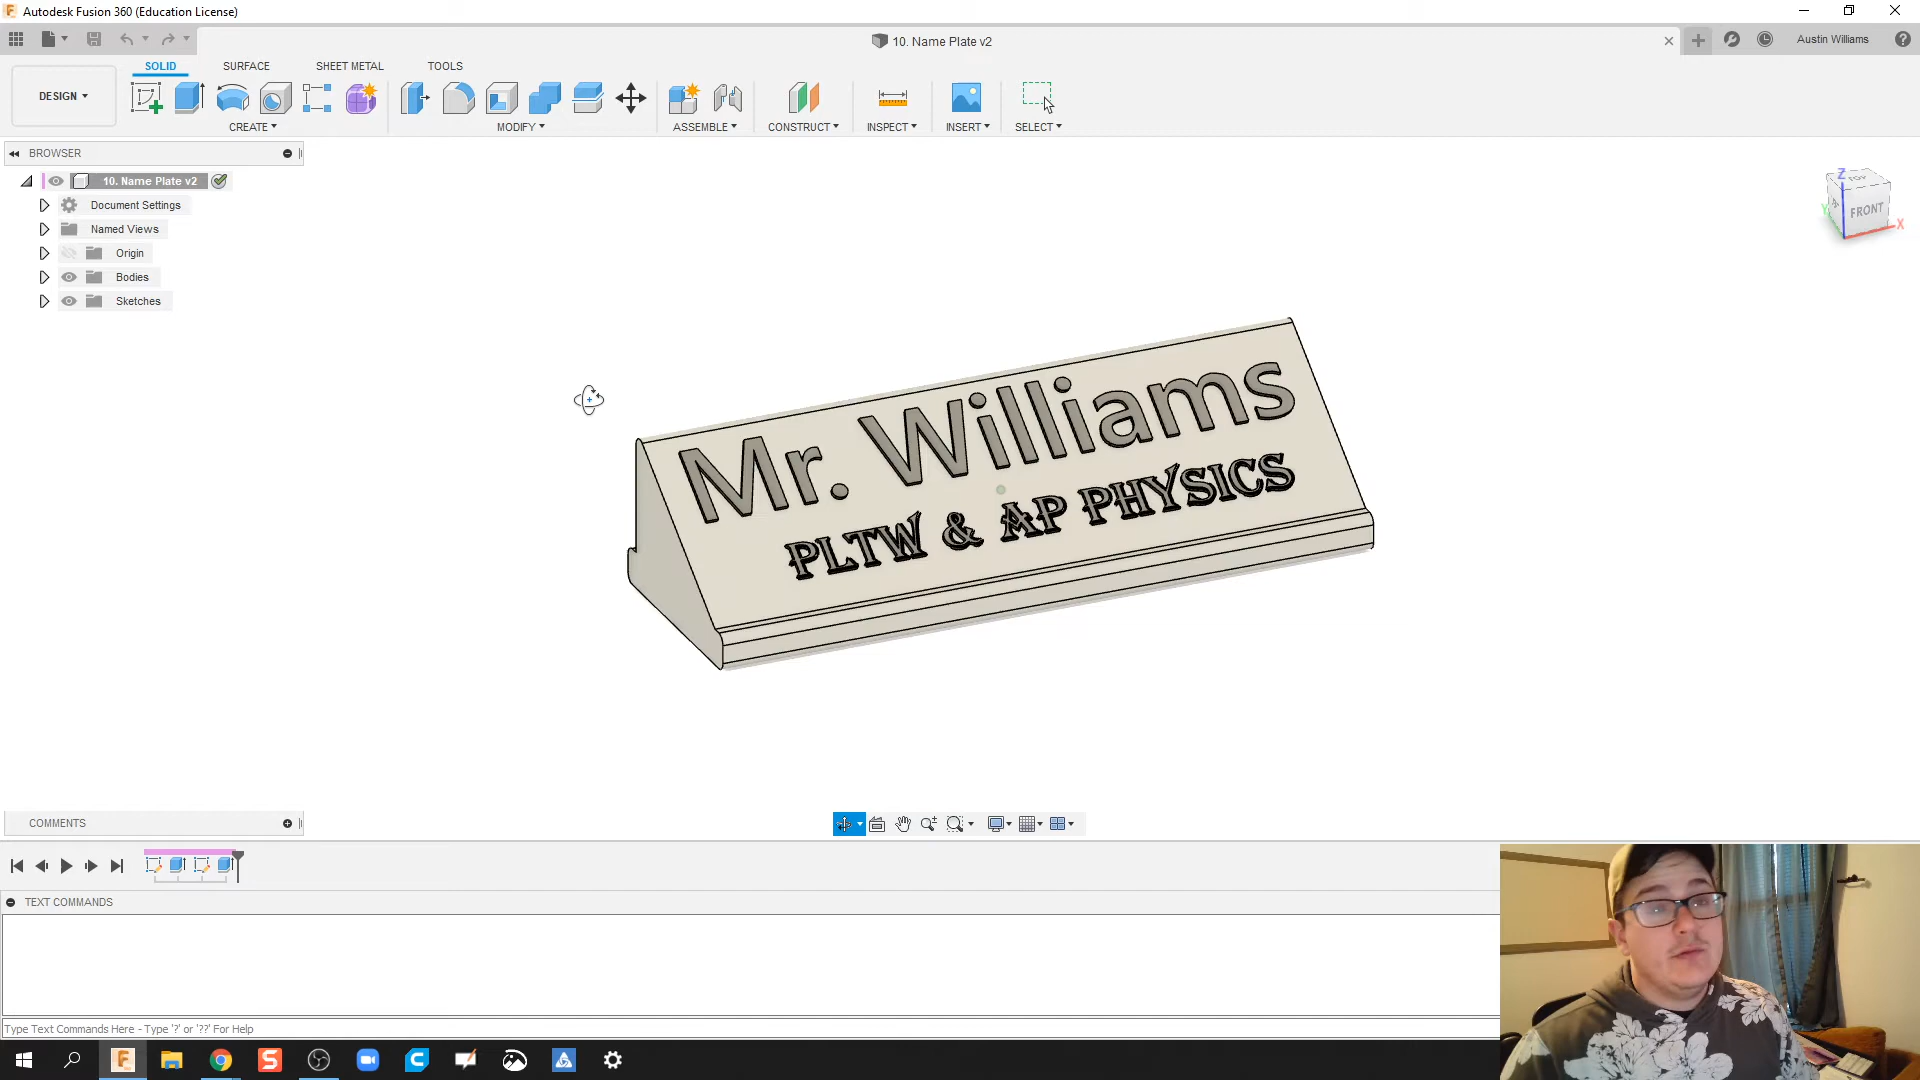 Autodesk Fusion 360 (Education License)
10. Name Plate v2
Austin Williams
SOLID SURFACE SHEET METAL TOOLS
DESIGN
CREATE MODIFY ASSEMBLE CONSTRUCT INSPECT INSERT SELECT
BROWSER
10. Name Plate v2
Document Settings
Named Views
Origin
Bodies
Sketches
TOP
FRONT
Z
Y
X
Mr. Williams
PLTW & AP PHYSICS
COMMENTS
TEXT COMMANDS
Type Text Commands Here - Type '?' or '??' For Help